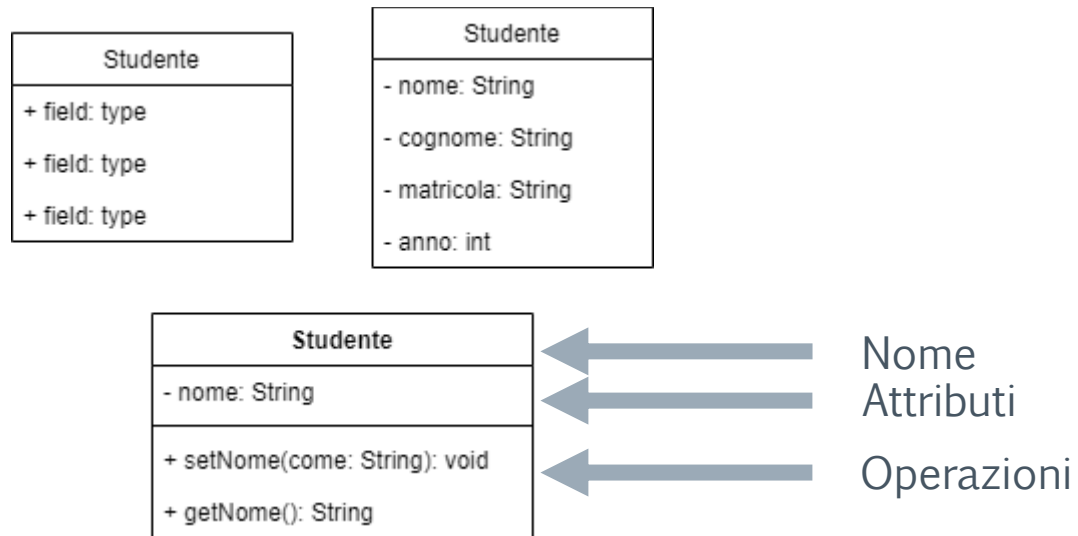 Studente
+ field: type
+ field: type
+ field: type
Studente
- nome: String
- cognome: String
- matricola: String
- anno: int
Studente
- nome: String
+ setNome(come: String): void
+ getNome(): String
Nome
Attributi
Operazioni